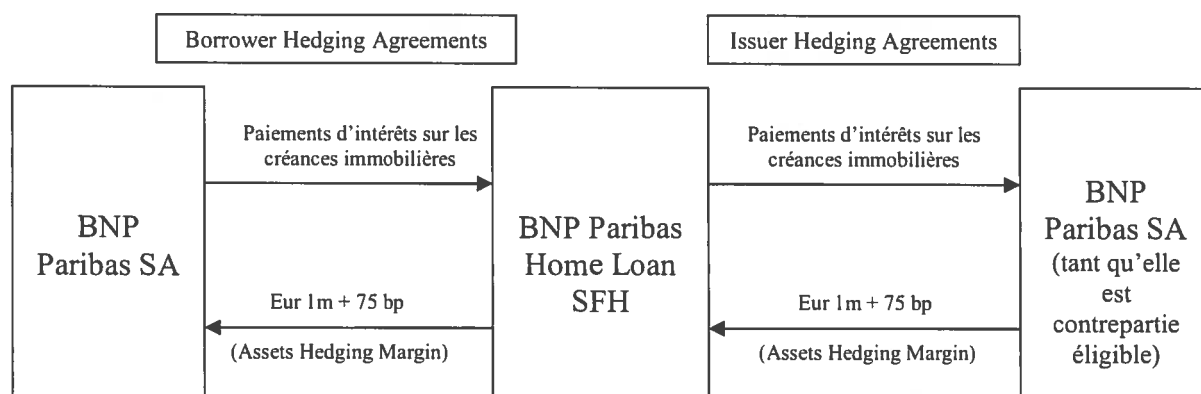 Borrower Hedging Agreements
Issuer Hedging Agreements
BNP
Paribas SA
Paiements d'intérêts sur les
créances immobilières
Eur 1m + 75 bp
(Assets Hedging Margin)
BNP Paribas
Home Loan
SFH
Paiements d'intérêts sur les
créances immobilières
Eur 1m + 75 bp
(Assets Hedging Margin)
BNP
Paribas SA
(tant qu'elle
est
contrepartie
éligible)